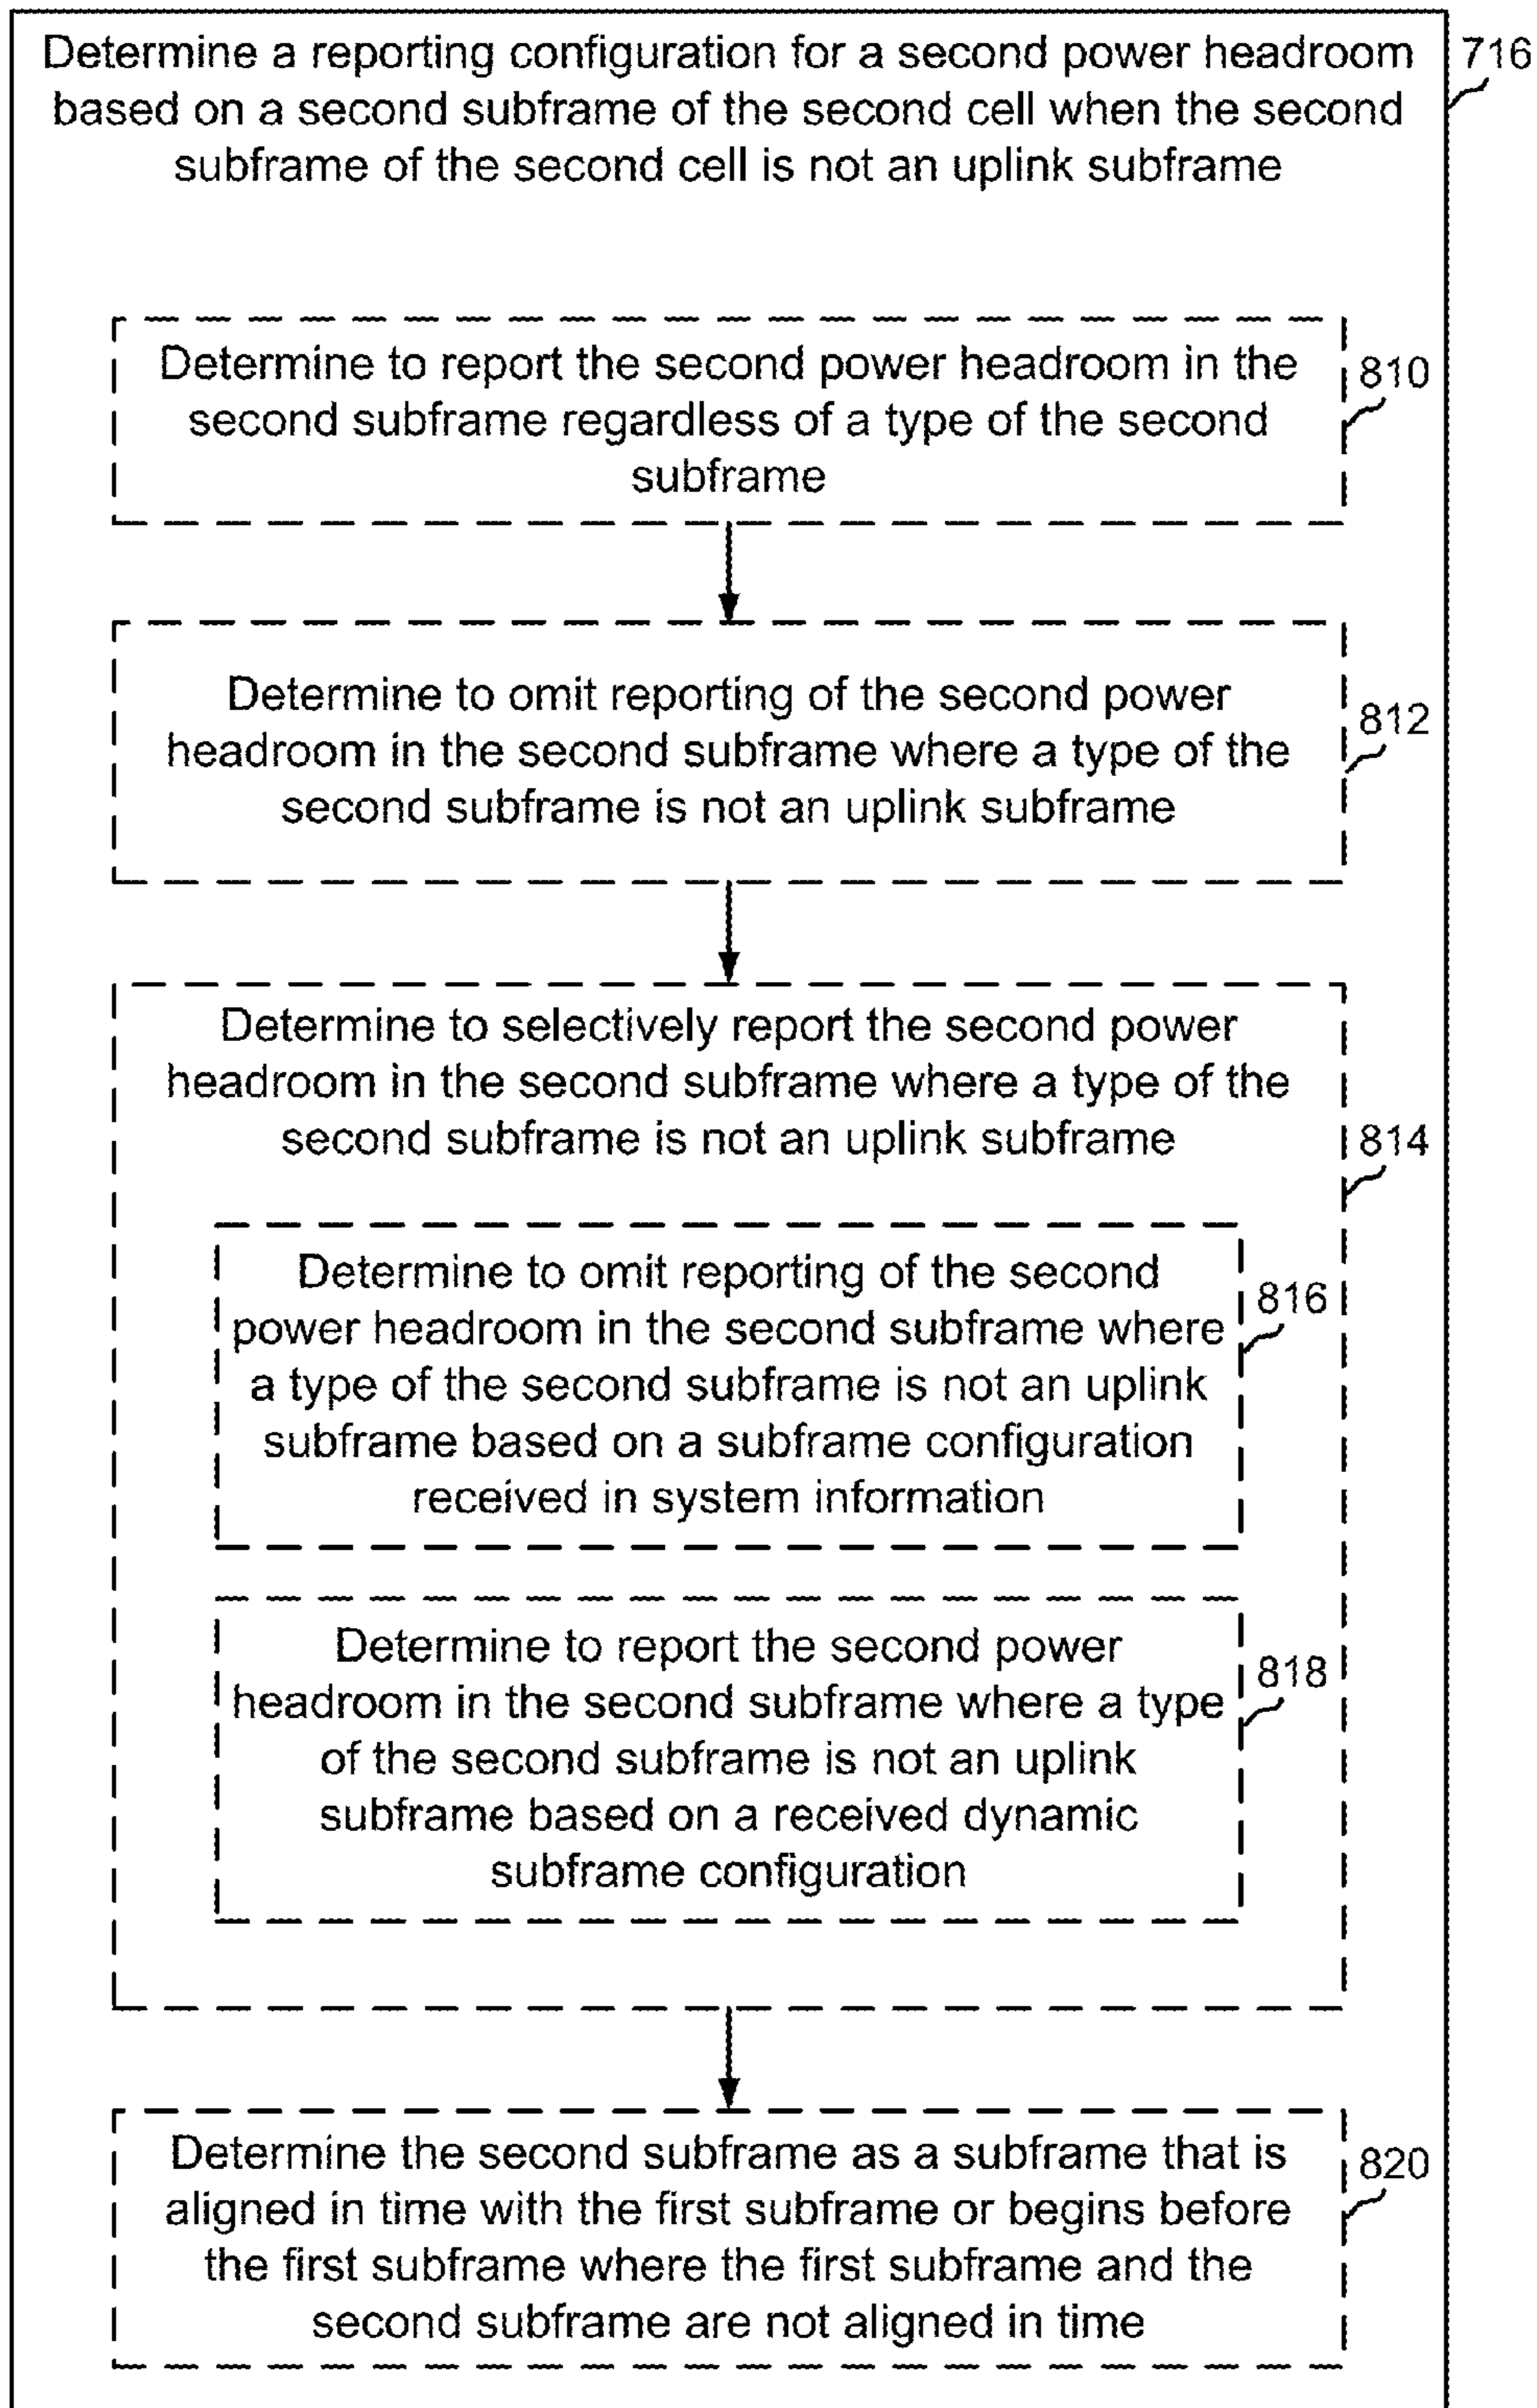 Determine a reporting configuration for a second power headroom
based on a second subframe of the second cell when the second
subframe of the second cell is not an uplink subframe
716
Determine to report the second power headroom in the
second subframe regardless of a type of the second
subframe
810
Determine to omit reporting of the second power
headroom in the second subframe where a type of the
second subframe is not an uplink subframe
812
Determine to selectively report the second power
headroom in the second subframe where a type of the
second subframe is not an uplink subframe
814
Determine to omit reporting of the second
power headroom in the second subframe where
a type of the second subframe is not an uplink
subframe based on a subframe configuration
received in system information
816
Determine to report the second power
headroom in the second subframe where a type
of the second subframe is not an uplink
subframe based on a received dynamic
subframe configuration
818
Determine the second subframe as a subframe that is
aligned in time with the first subframe or begins before
the first subframe where the first subframe and the
second subframe are not aligned in time
820